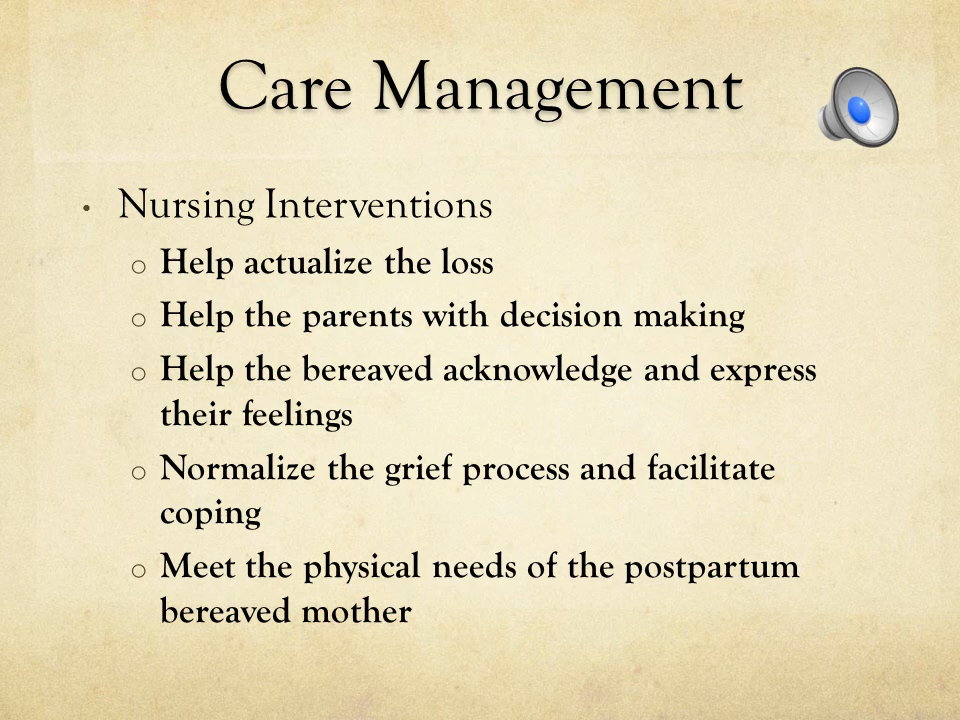 Care Management
• Nursing Interventions
o Help actualize the loss
o Help the parents with decision making
o Help the bereaved acknowledge and express
their feelings
o Normalize the grief process and facilitate
coping
o Meet the physical needs of the postpartum
bereaved mother